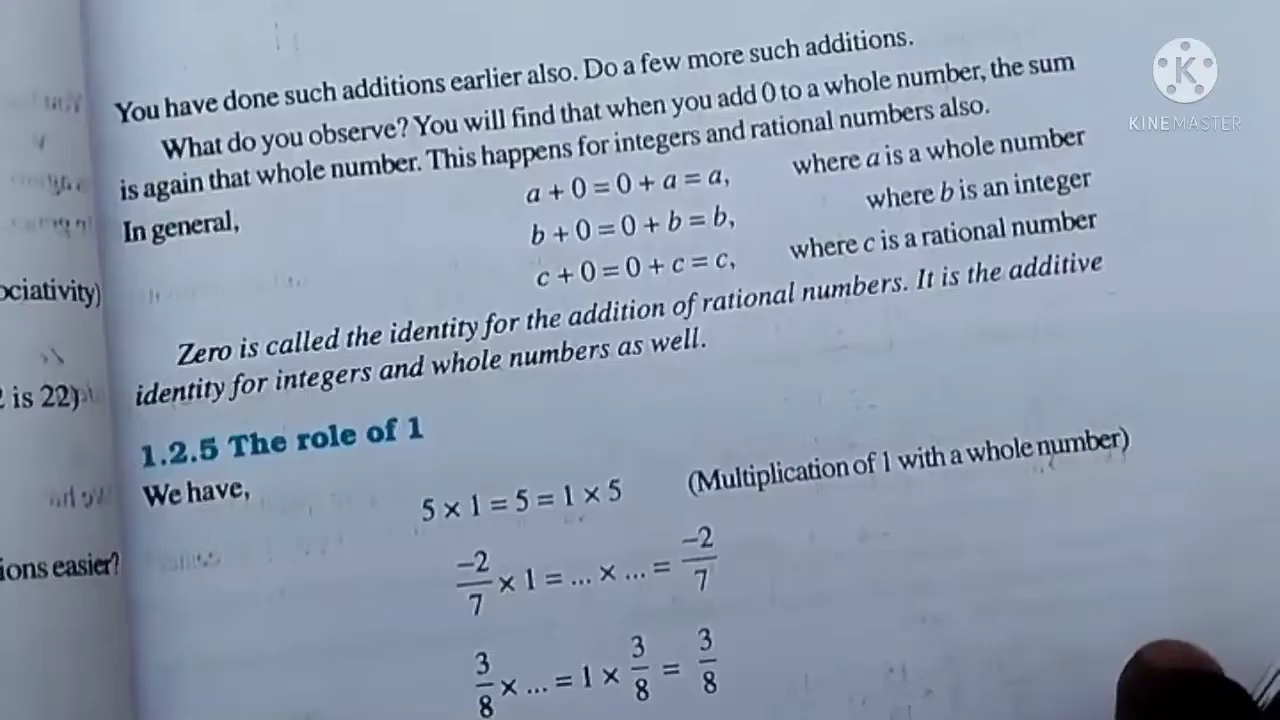 You have done such additions earlier also. Do a few more such additions.
What do you observe? You will find that when you add 0 to a whole number, the sum
is again that whole number. This happens for integers and rational numbers also.
In general,
a + 0 = 0 + a = a, where a is a whole number
b + 0 = 0 + b = b, where b is an integer
c + 0 = 0 + c = c, where c is a rational number
Zero is called the identity for the addition of rational numbers. It is the additive
identity for integers and whole numbers as well.
1.2.5 The role of 1
We have,
5 × 1 = 5 = 1 × 5 (Multiplication of 1 with a whole number)
−2/7 × 1 = ... × ... = −2/7
3/8 × ... = 1 × 3/8 = 3/8
ociativity)
is 22)
ions easier?
K
KINEMASTER